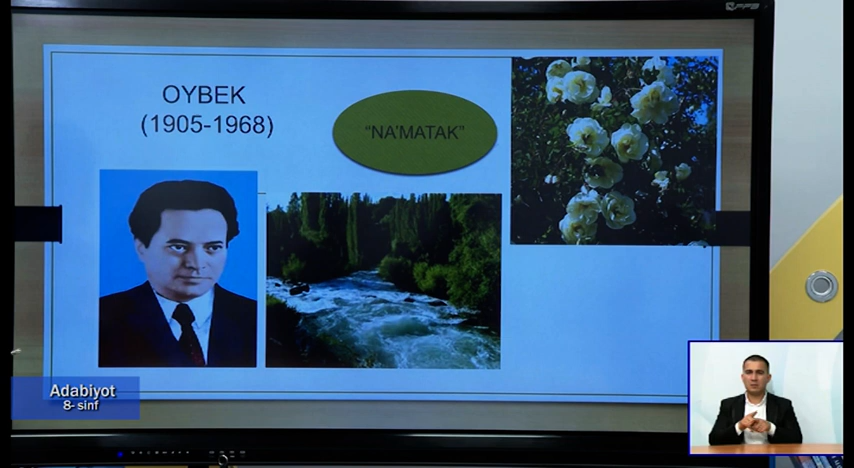 OYBEK
(1905-1968)
“NA’MATAK”
Adabiyot
8- sinf